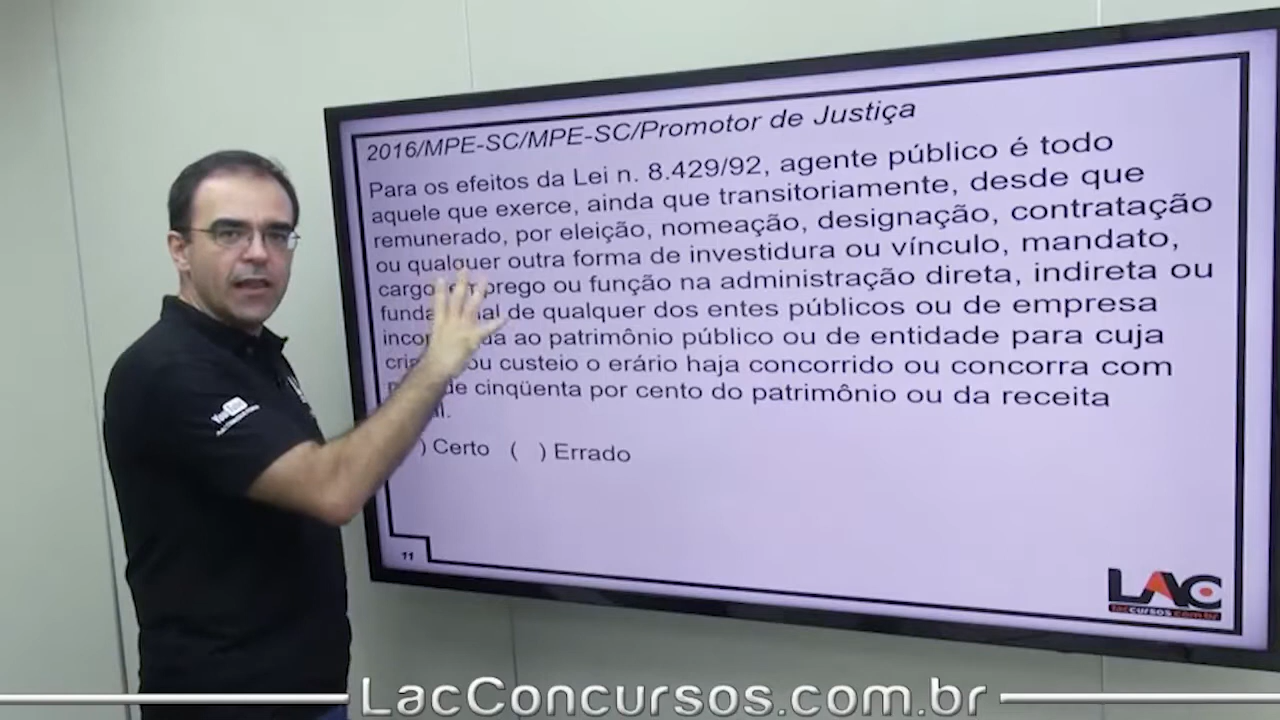 2016/MPE-SC/MPE-SC/Promotor de Justiça
Para os efeitos da Lei n. 8.429/92, agente público é todo
aquele que exerce, ainda que transitoriamente, desde que
remunerado, por eleição, nomeação, designação, contratação
ou qualquer outra forma de investidura ou vínculo, mandato,
cargo, emprego ou função na administração direta, indireta ou
de qualquer dos entes públicos ou de empresa
ao patrimônio público ou de entidade para cuja
ou custeio o erário haja concorrido ou concorra com
de cinqüenta por cento do patrimônio ou da receita
) Certo ( ) Errado
11
LAC
laccursos.com.br
YouTube
LacConcursos.com.br